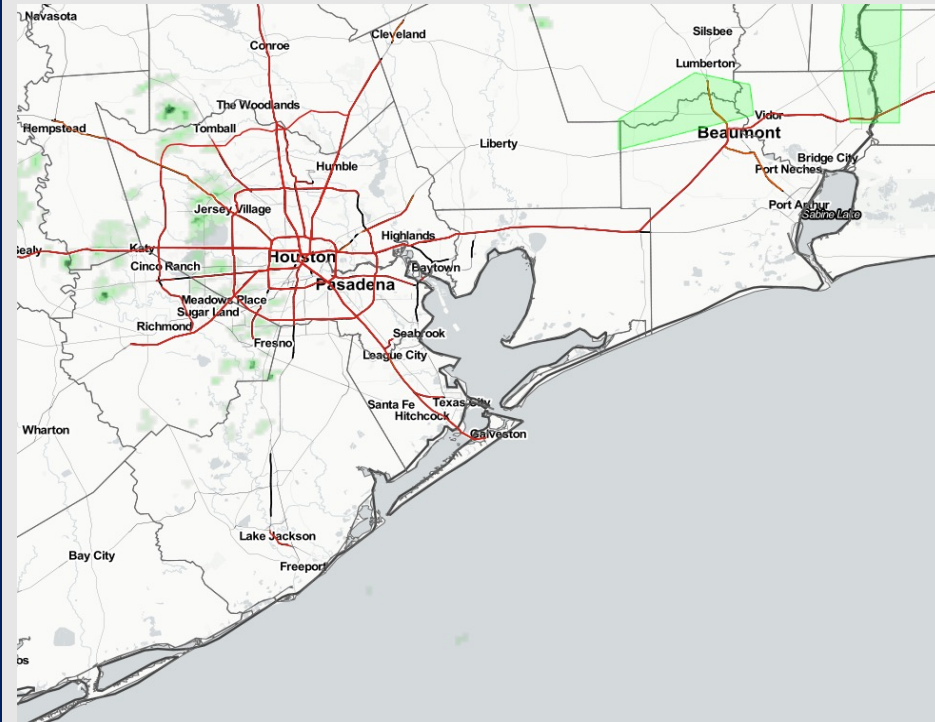 Navasota
Conroe
Cleveland
Silsbee
Lumberton
The Woodlands
Hempstead
Tomball
Vidor
Beaumont
Liberty
Humble
Bridge City
Port Neches
Jersey Village
Port Arthur
Sabine Lake
Highlands
Sealy
Katy
Houston
Cinco Ranch
Baytown
Pasadena
Meadows Place
Sugar Land
Richmond
Seabrook
Fresno
League City
Santa Fe
Texas City
Hitchcock
Galveston
Wharton
Lake Jackson
Bay City
Freeport
os